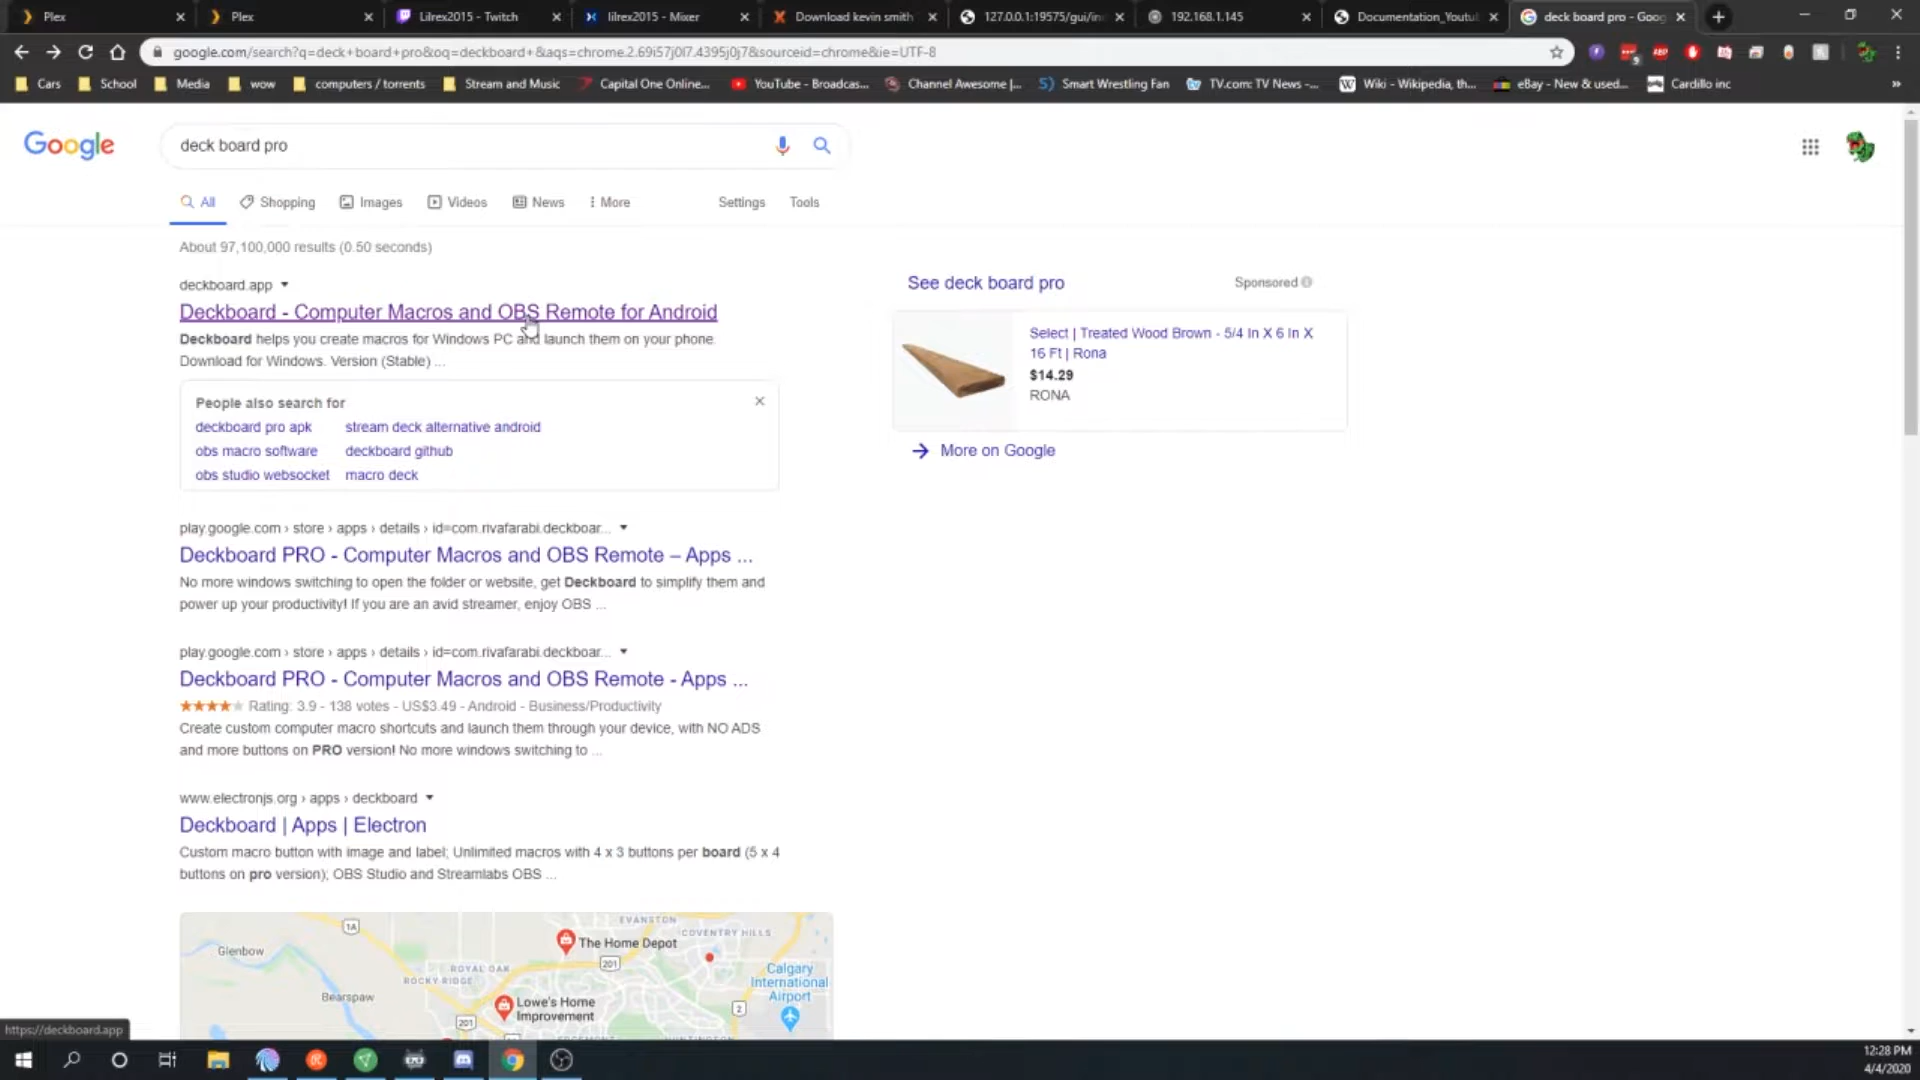 Plex
Plex
Lilrex2015 - Twitch
lilrex2015 - Mixer
Download kevin smith
127.0.0.1:19575/gui/in
192.168.1.145
Documentation_Youtu
deck board pro - Goog
google.com/search?q=deck+board+pro&oq=deckboard+&aqs=chrome.2.69i57j0l7.4395j0j7&sourceid=chrome&ie=UTF-8
Cars
School
Media
wow
computers / torrents
Stream and Music
Capital One Online...
YouTube - Broadcas...
Channel Awesome |...
Smart Wrestling Fan
TV.com: TV News -...
Wiki - Wikipedia, th...
eBay - New & used...
Cardillo inc
Google
deck board pro
All
Shopping
Images
Videos
News
More
Settings
Tools
About 97,100,000 results (0.50 seconds)
deckboard.app
Deckboard - Computer Macros and OBS Remote for Android
Deckboard helps you create macros for Windows PC and launch them on your phone.
Download for Windows. Version (Stable) ...
People also search for
deckboard pro apk
stream deck alternative android
obs macro software
deckboard github
obs studio websocket
macro deck
play.google.com › store › apps › details › id=com.rivafarabi.deckboar...
Deckboard PRO - Computer Macros and OBS Remote – Apps ...
No more windows switching to open the folder or website, get Deckboard to simplify them and
power up your productivity! If you are an avid streamer, enjoy OBS ...
play.google.com › store › apps › details › id=com.rivafarabi.deckboar...
Deckboard PRO - Computer Macros and OBS Remote - Apps ...
Rating: 3.9 - 138 votes - US$3.49 - Android - Business/Productivity
Create custom computer macro shortcuts and launch them through your device, with NO ADS
and more buttons on PRO version! No more windows switching to ...
www.electronjs.org › apps › deckboard
Deckboard | Apps | Electron
Custom macro button with image and label; Unlimited macros with 4 x 3 buttons per board (5 x 4
buttons on pro version); OBS Studio and Streamlabs OBS ...
See deck board pro
Sponsored
Select | Treated Wood Brown - 5/4 In X 6 In X
16 Ft | Rona
$14.29
RONA
More on Google
EVANSTON
1A
The Home Depot
COVENTRY HILLS
Glenbow
201
ROYAL OAK
ROCKY RIDGE
Calgary
International
Airport
Bearspaw
Lowe's Home
Improvement
2
201
https://deckboard.app
12:28 PM
4/4/2020